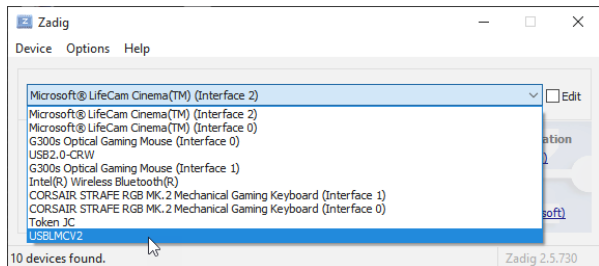 Zadig
Device Options Help
Microsoft® LifeCam Cinema(TM) (Interface 2)
Edit
Microsoft® LifeCam Cinema(TM) (Interface 2)
Microsoft® LifeCam Cinema(TM) (Interface 0)
G300s Optical Gaming Mouse (Interface 0)
USB2.0-CRW
G300s Optical Gaming Mouse (Interface 1)
Intel(R) Wireless Bluetooth(R)
CORSAIR STRAFE RGB MK.2 Mechanical Gaming Keyboard (Interface 1)
CORSAIR STRAFE RGB MK.2 Mechanical Gaming Keyboard (Interface 0)
Token JC
USBLMCV2
10 devices found.
Zadig 2.5.730